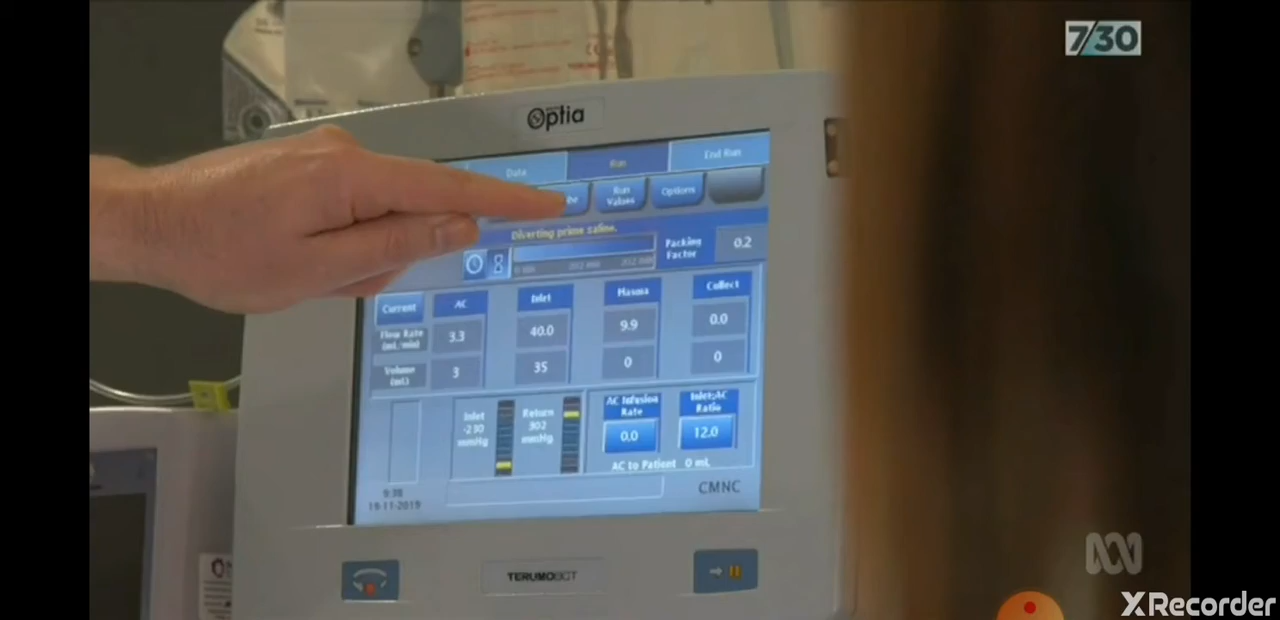 7/30
Optia
Data
Run
End Run
Run
Values
Options
Diverting prime saline.
Packing
Factor
0.2
Current
AC
Inlet
Plasma
Collect
Flow Rate
(mL/min)
3.3
40.0
9.9
0.0
Volume
(mL)
3
35
0
0
Inlet
-230
mmHg
Return
302
mmHg
AC Infusion
Rate
0.0
Inlet:AC
Ratio
12.0
AC to Patient 0 mL
9:38
19-11-2019
CMNC
TERUMOBCT
XRecorder